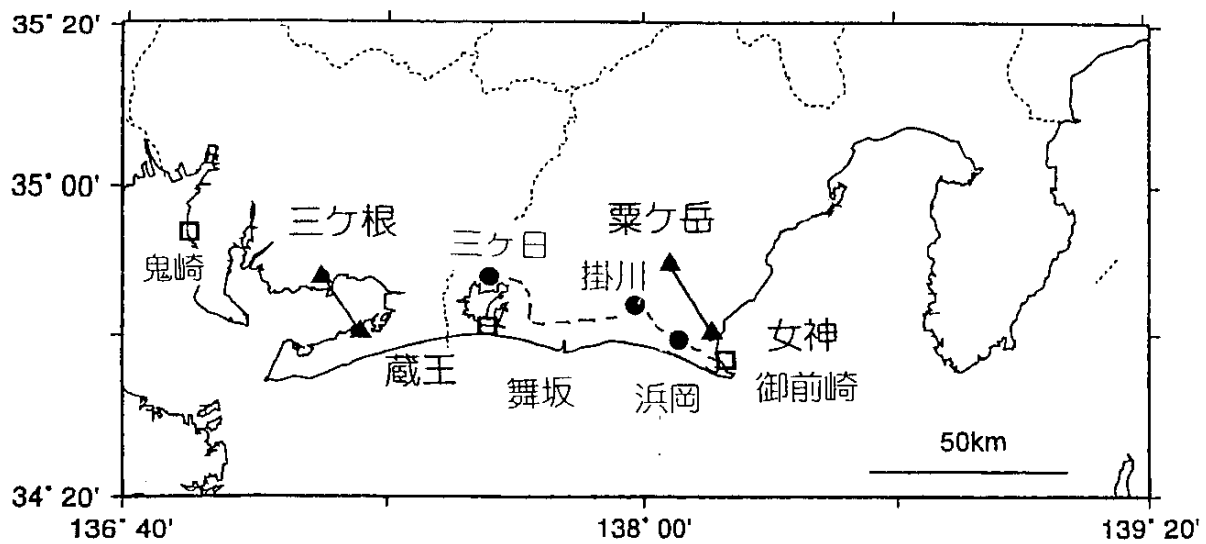 35° 20'
35° 00'
三ケ根
三ケ日
粟ケ岳
鬼崎
掛川
女神
蔵王
舞坂
浜岡
御前崎
50km
34° 20'
136° 40'
138° 00'
139° 20'